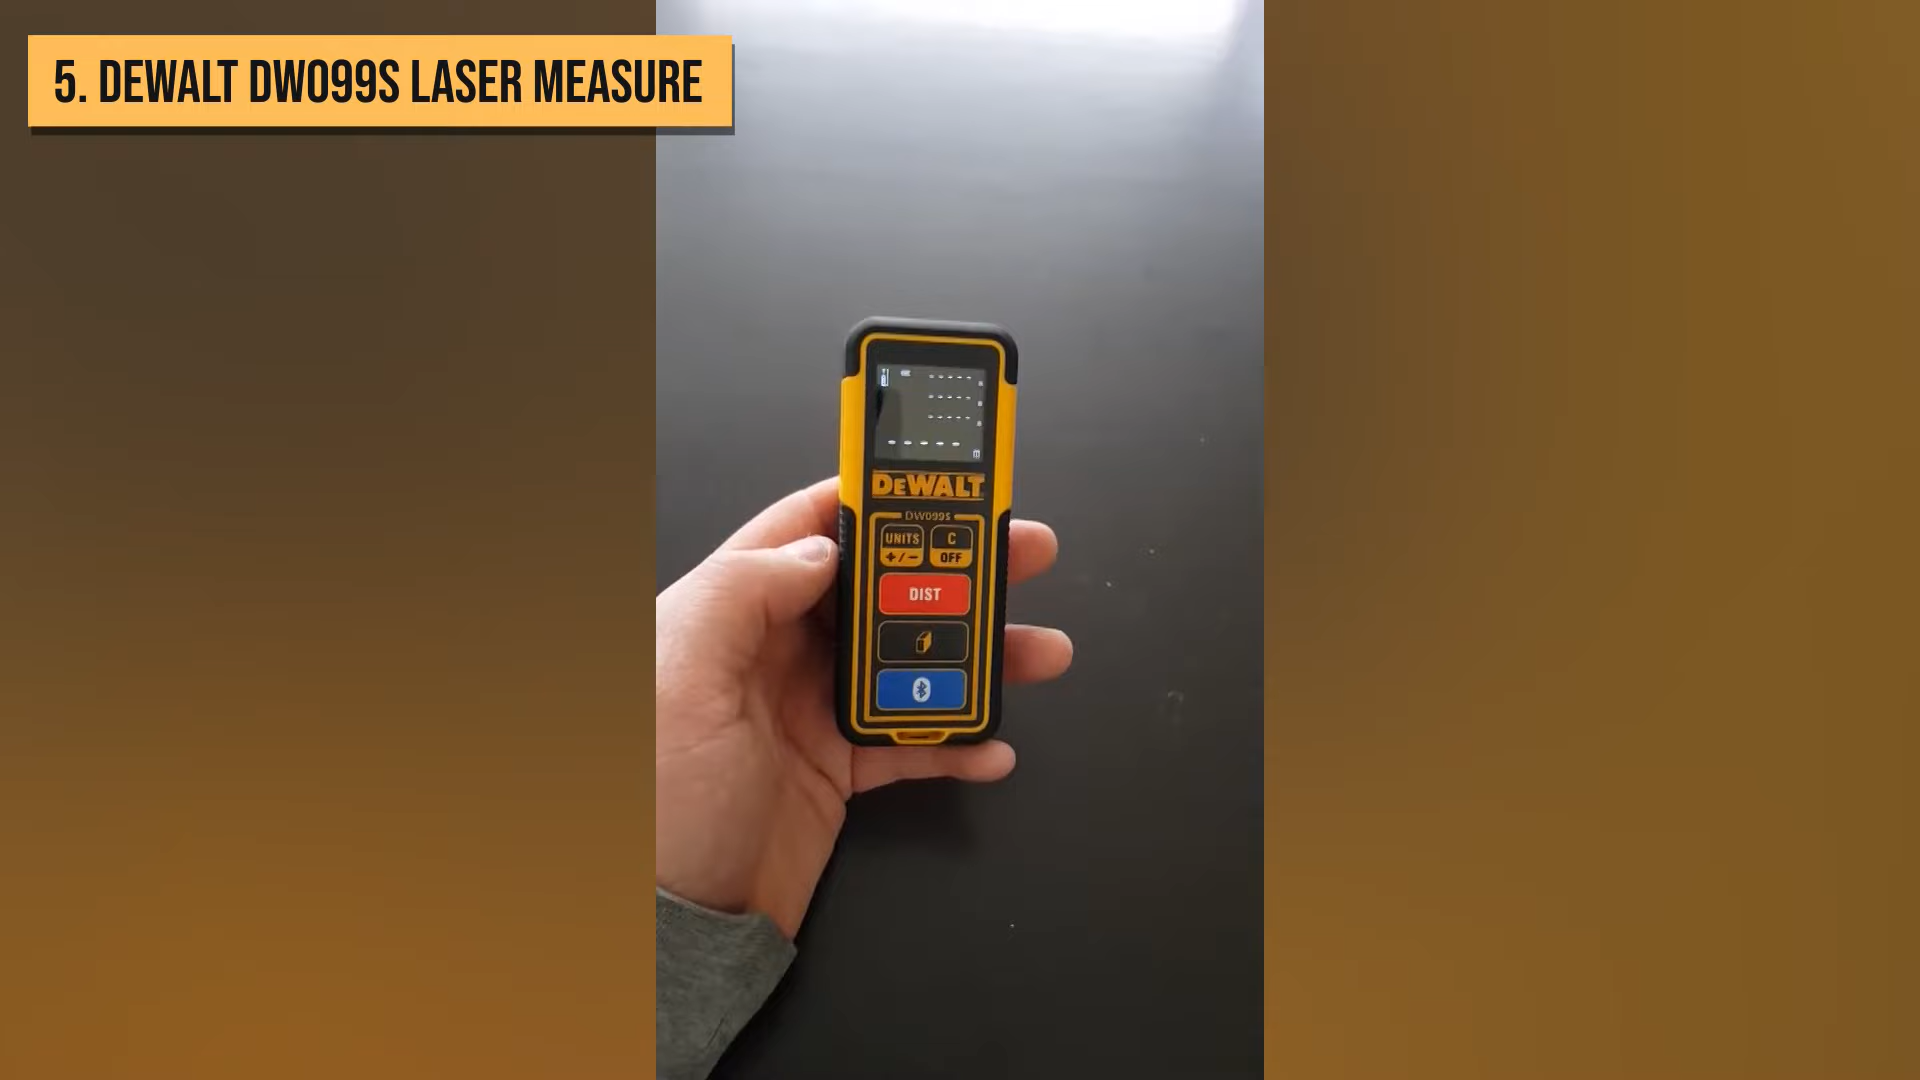 5. DEWALT DW099S LASER MEASURE
DEWALT
DW099S
UNITS C
+/- OFF
DIST